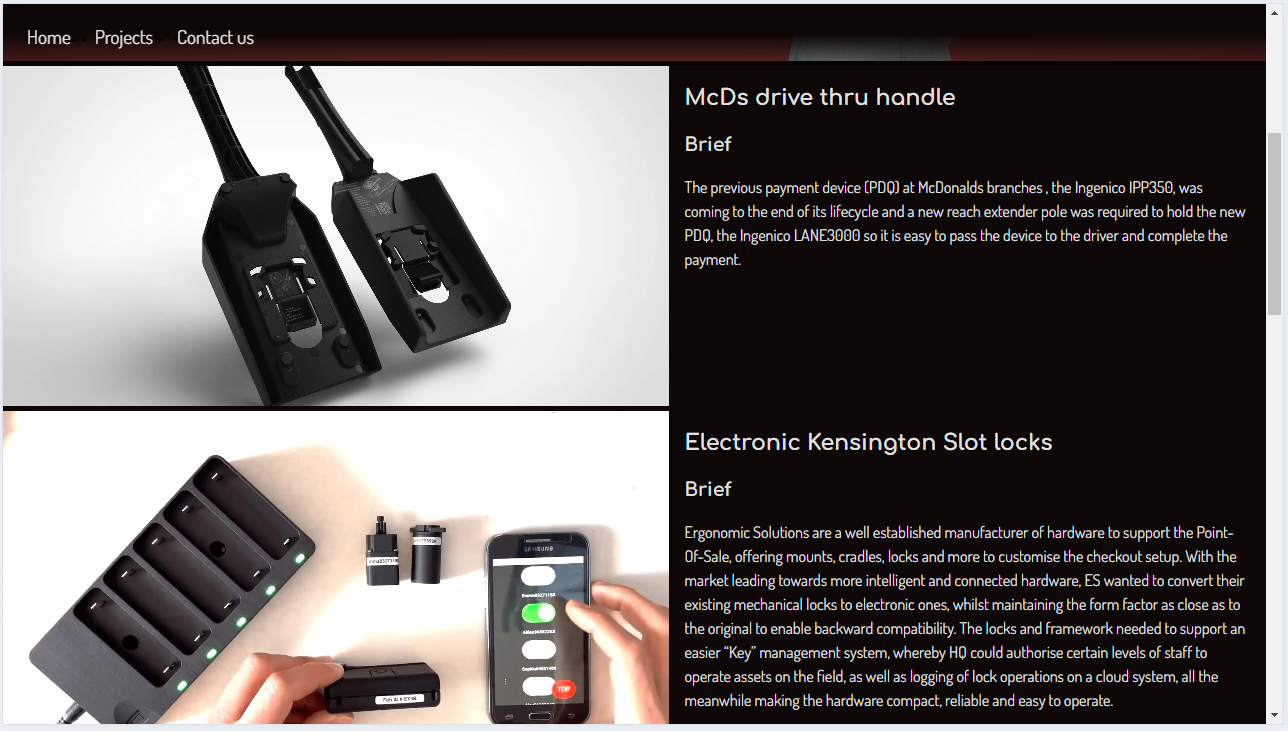 Home Projects Contact us
McDs drive thru handle
Brief
The previous payment device (PDQ) at McDonalds branches , the Ingenico IPP350, was
coming to the end of its lifecycle and a new reach extender pole was required to hold the new
PDQ, the Ingenico LANE3000 so it is easy to pass the device to the driver and complete the
payment.
Electronic Kensington Slot locks
Brief
Ergonomic Solutions are a well established manufacturer of hardware to support the Point-
Of-Sale, offering mounts, cradles, locks and more to customise the checkout setup. With the
market leading towards more intelligent and connected hardware, ES wanted to convert their
existing mechanical locks to electronic ones, whilst maintaining the form factor as close as to
the original to enable backward compatibility. The locks and framework needed to support an
easier “Key” management system, whereby HQ could authorise certain levels of staff to
operate assets on the field, as well as logging of lock operations on a cloud system, all the
meanwhile making the hardware compact, reliable and easy to operate.
SAMSUNG
TOP